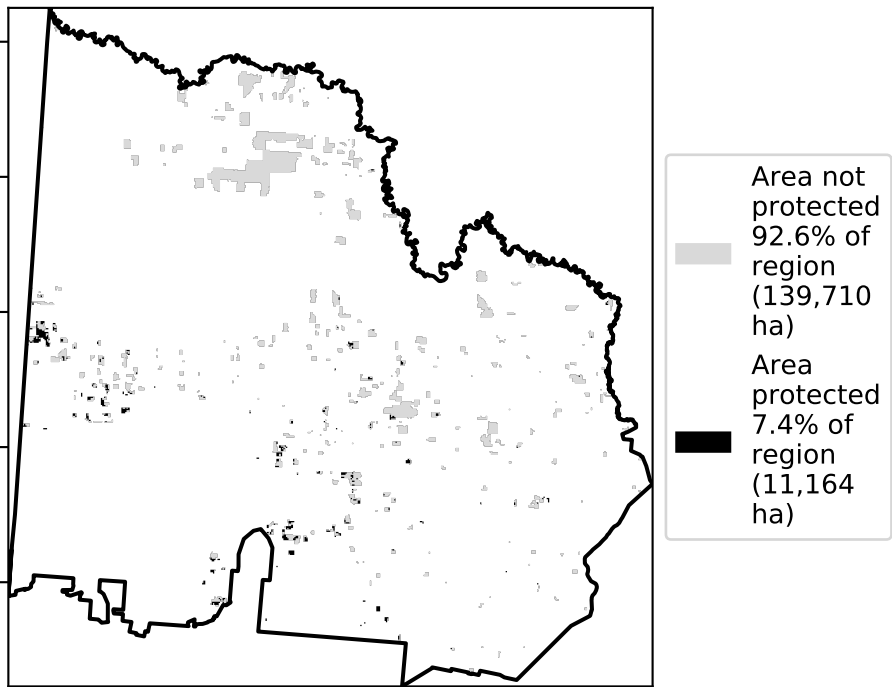 Area not
protected
92.6% of
region
(139,710
ha)
Area
protected
7.4% of
region
(11,164
ha)